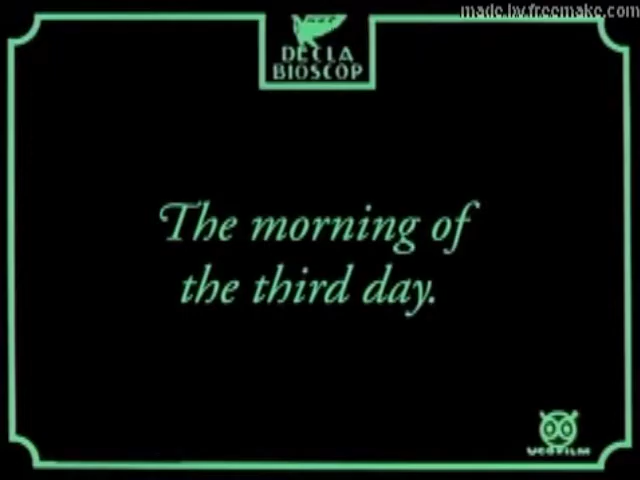 made.by.freemake.com
DECLA
BIOSCOP
The morning of
the third day.